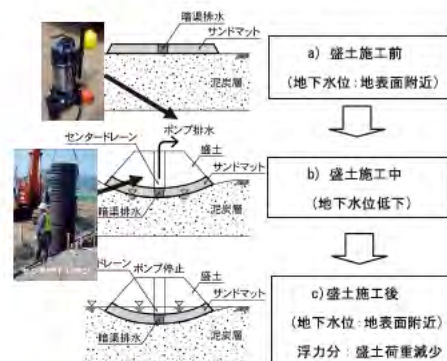 暗渠排水
サンドマット
泥炭層
a) 盛土施工前
(地下水位:地表面附近)
センタードレーン
ポンプ排水
盛土
サンドマット
暗渠排水
泥炭層
b) 盛土施工中
(地下水位低下)
ドレーン
ポンプ停止
盛土
サンドマット
暗渠排水
泥炭層
c)盛土施工後
(地下水位:地表面附近)
浮力分:盛土荷重減少